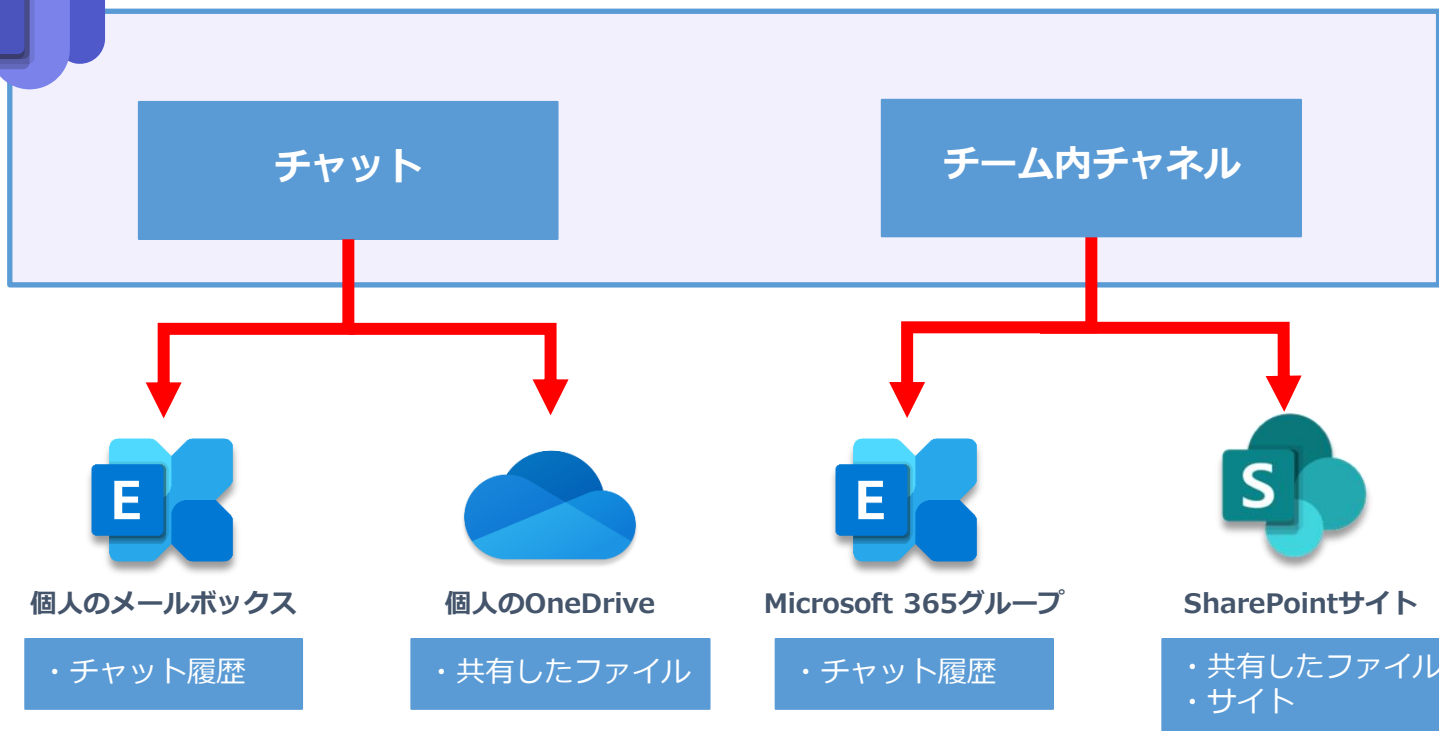 チャット
チーム内チャネル
E
E
S
個人のメールボックス
個人のOneDrive
Microsoft 365グループ
SharePointサイト
・チャット履歴
・共有したファイル
・チャット履歴
・共有したファイル
・サイト